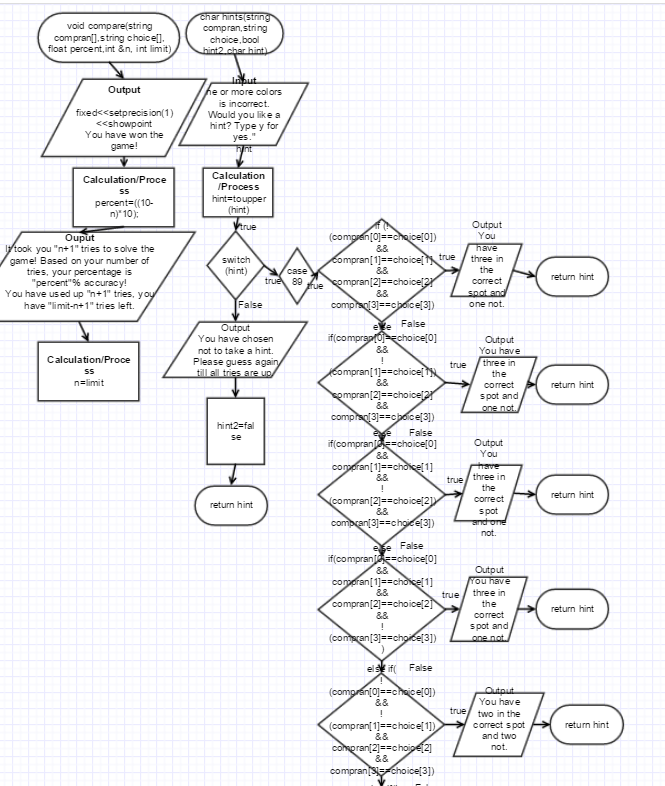 void compare(string
compran[],string choice[],
float percent,int &n, int limit)
Output
fixed<<setprecision(1)
<<showpoint
You have won the
game!
Calculation/Proce
ss
percent=((10-
n)*10);
Ouput
It took you "n+1" tries to solve the
game! Based on your number of
tries, your percentage is
"percent"% accuracy!
You have used up "n+1" tries, you
have "limit-n+1" tries left.
Calculation/Proce
ss
n=limit
char hints(string
compran,string
choice,bool
hint2,char hint)
Input
ne or more colors
is incorrect.
Would you like a
hint? Type y for
yes."
hint
Calculation
/Process
hint=toupper
(hint)
true
switch
(hint)
true
False
Output
You have chosen
not to take a hint.
Please guess again
till all tries are up
hint2=fal
se
return hint
case
89
true
if (!
(compran[0]==choice[0])
&&
compran[1]==choice[1]
&&
compran[2]==choice[2]
&&
compran[3]==choice[3])
true
Output
You
have
three in
the
correct
spot and
one not.
return hint
else False
if(compran[0]==choice[0]
&&
!
(compran[1]==choice[1])
&&
compran[2]==choice[2]
&&
compran[3]==choice[3])
true
Output
You have
three in
the
correct
spot and
one not.
return hint
else False
if(compran[0]==choice[0]
&&
compran[1]==choice[1]
&&
!
(compran[2]==choice[2])
&&
compran[3]==choice[3])
true
Output
You
have
three in
the
correct
spot
and one
not.
return hint
else False
if(compran[0]==choice[0]
&&
compran[1]==choice[1]
&&
compran[2]==choice[2]
&&
!
(compran[3]==choice[3])
)
true
Output
You have
three in
the
correct
spot and
one not.
return hint
else if( False
!
(compran[0]==choice[0])
&&
!
(compran[1]==choice[1])
&&
compran[2]==choice[2]
&&
compran[3]==choice[3])
true
Output
You have
two in the
correct spot
and two
not.
return hint